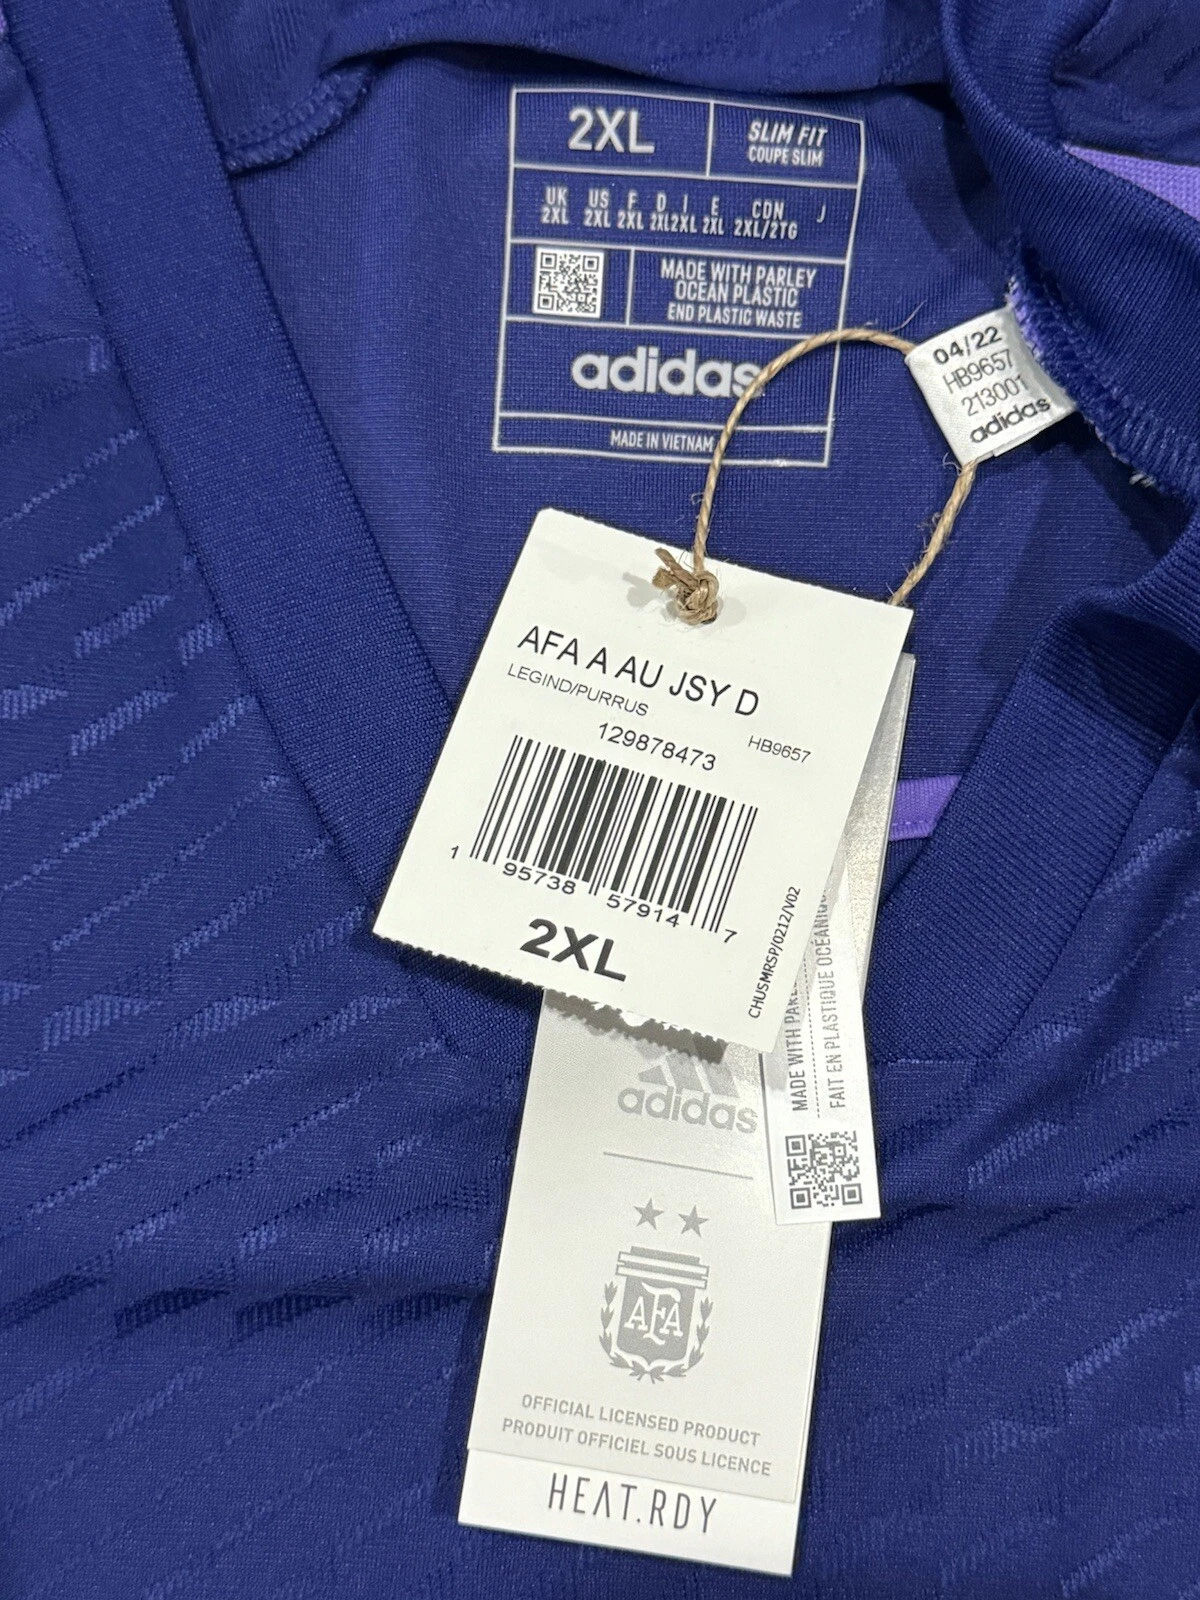 2XL
SLIM FIT
COUPE SLIM
UK US F D I E CDN J
2XL 2XL 2XL 2XL 2XL 2XL 2XL/2TG
MADE WITH PARLEY
OCEAN PLASTIC
END PLASTIC WASTE
adidas
MADE IN VIETNAM
04/22
HB9657
213001
adidas
AFA A AU JSY D
LEGIND/PURRUS
HB9657
129878473
1 95738 57914 7
2XL
CHUSMRSP/0212/V02
MADE WITH
FAIT EN PLASTIQUE
adidas
AFA
OFFICIAL LICENSED PRODUCT
PRODUIT OFFICIEL SOUS LICENCE
HEAT.RDY